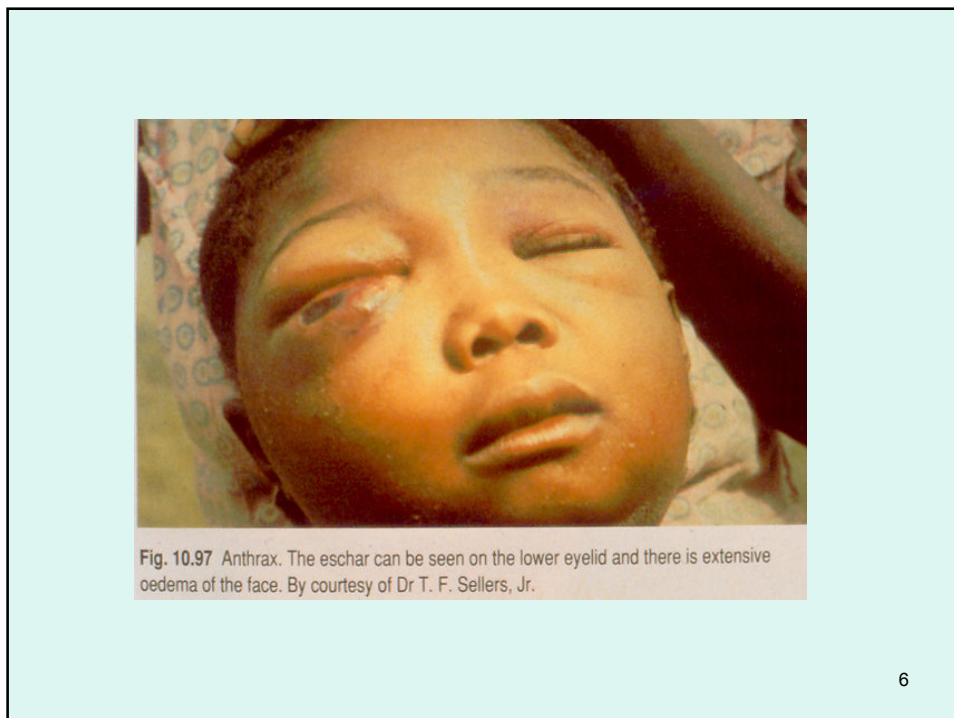 Fig. 10.97 Anthrax. The eschar can be seen on the lower eyelid and there is extensive
oedema of the face. By courtesy of Dr T. F. Sellers, Jr.
6